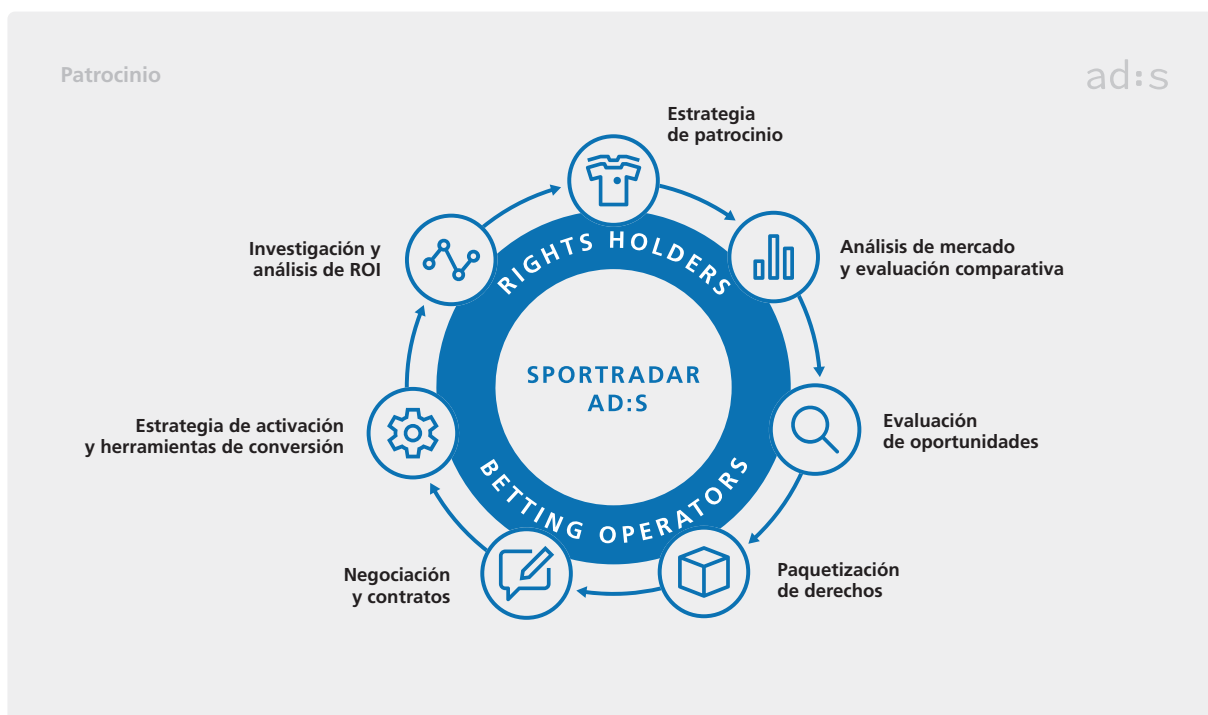 Patrocinio
ad:s
Estrategia
de patrocinio
Análisis de mercado
y evaluación comparativa
Evaluación
de oportunidades
Paquetización
de derechos
Negociación
y contratos
Estrategia de activación
y herramientas de conversión
Investigación y
análisis de ROI
RIGHTS HOLDERS
SPORTRADAR
AD:S
BETTING OPERATORS